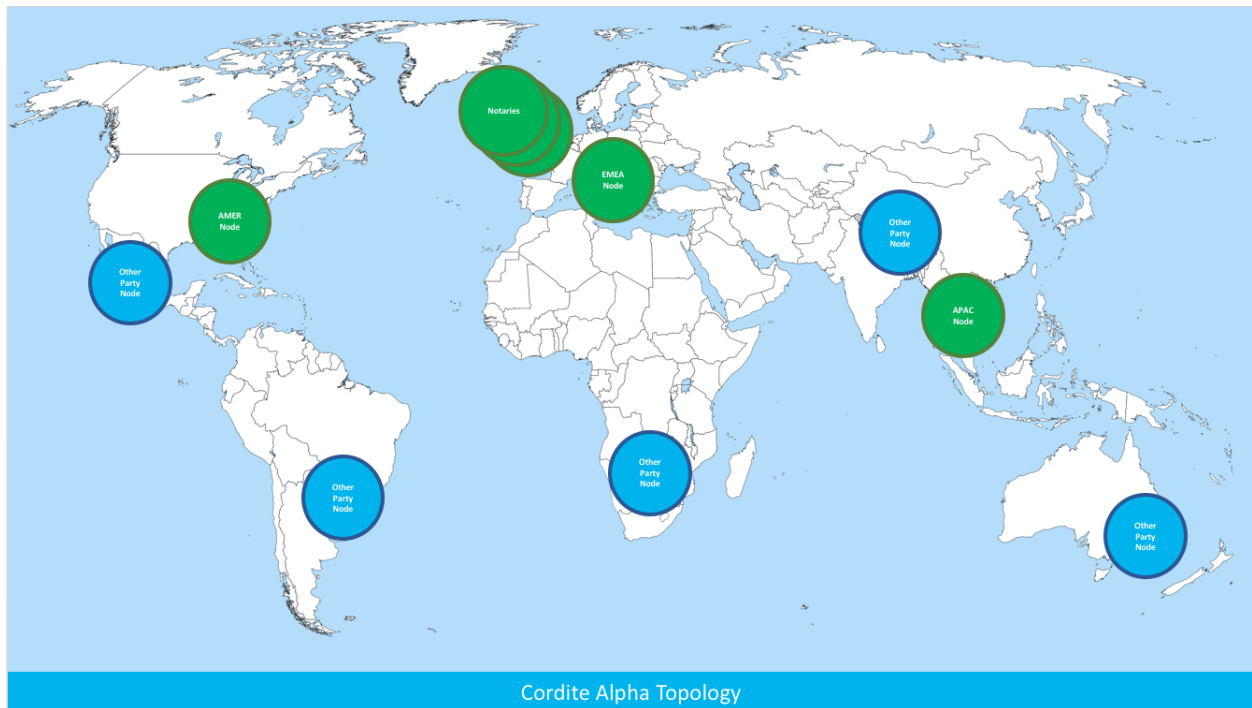 Notaries
EMEA
Node
AMER
Node
Other
Party
Node
Other
Party
Node
APAC
Node
Other
Party
Node
Other
Party
Node
Other
Party
Node
Cordite Alpha Topology